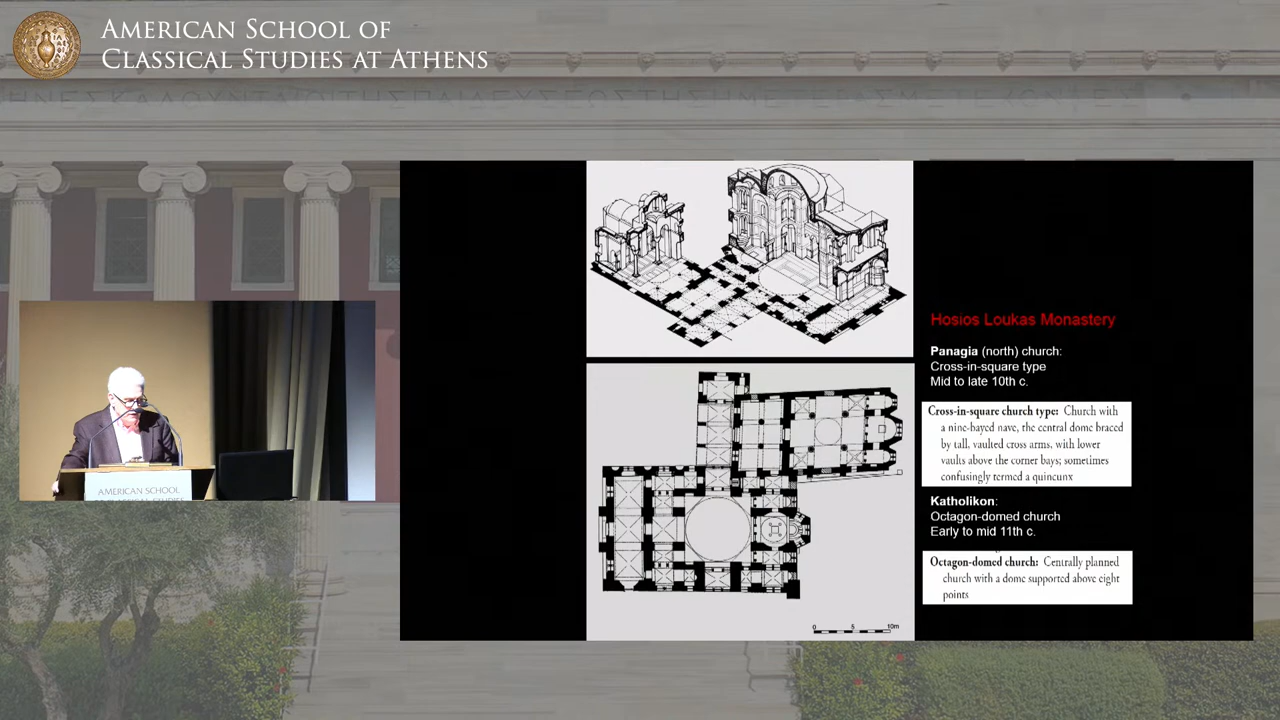 AMERICAN SCHOOL OF
CLASSICAL STUDIES AT ATHENS
Hosios Loukas Monastery
Panagia (north) church:
Cross-in-square type
Mid to late 10th c.
Cross-in-square church type: Church with
a nine-bayed nave, the central dome braced
by tall, vaulted cross arms, with lower
vaults above the corner bays; sometimes
confusingly termed a quincunx
Katholikon:
Octagon-domed church
Early to mid 11th c.
Octagon-domed church: Centrally planned
church with a dome supported above eight
points
0 5 10m
AMERICAN SCHOOL